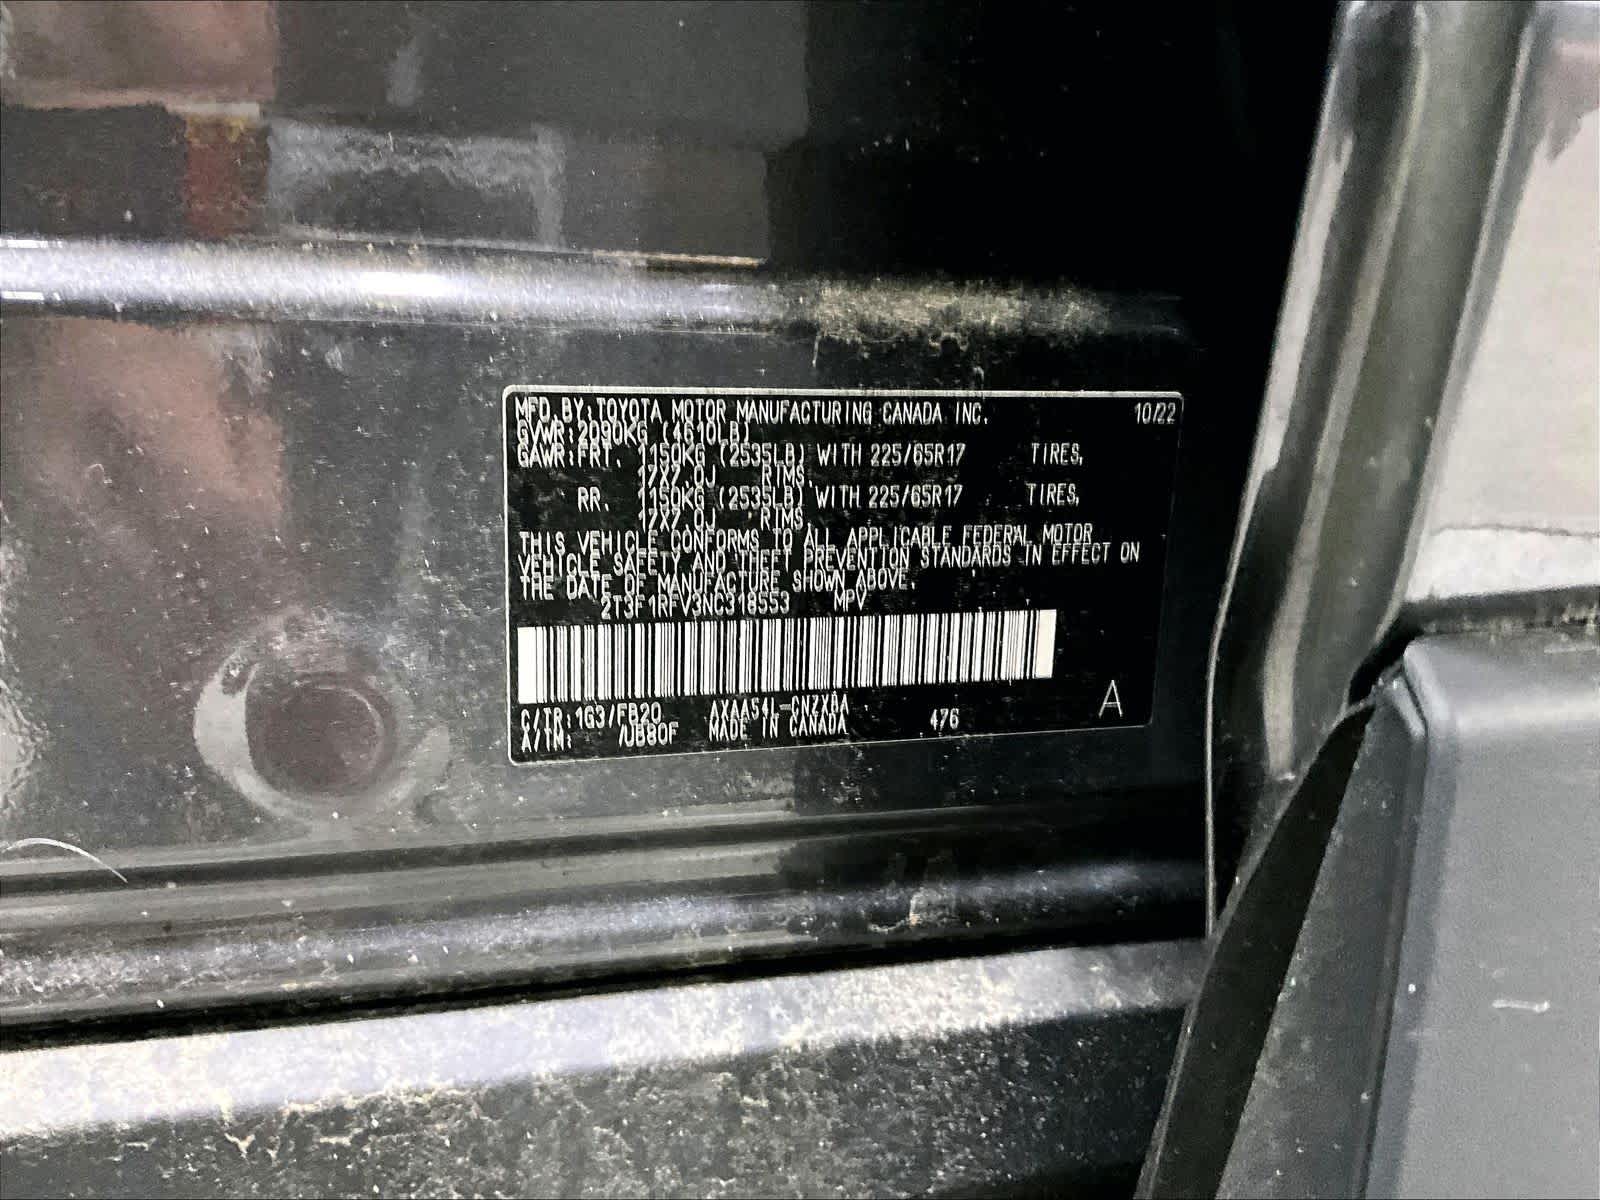 MFD.BY:TOYOTA MOTOR MANUFACTURING CANADA INC. 10/22
GVWR:2090KG (4610LB)
GAWR:FRT. 1150KG (2535LB) WITH 225/65R17 TIRES,
17X7.0J RIMS,
RR. 1150KG (2535LB) WITH 225/65R17 TIRES,
17X7.0J RIMS
THIS VEHICLE CONFORMS TO ALL APPLICABLE FEDERAL MOTOR
VEHICLE SAFETY AND THEFT PREVENTION STANDARDS IN EFFECT ON
THE DATE OF MANUFACTURE SHOWN ABOVE.
2T3F1RFV3NC318553 MPV
C/TR:1G3/FB20 AXAA54L-CNZXBA 476 A
A/TM: /UB80F MADE IN CANADA